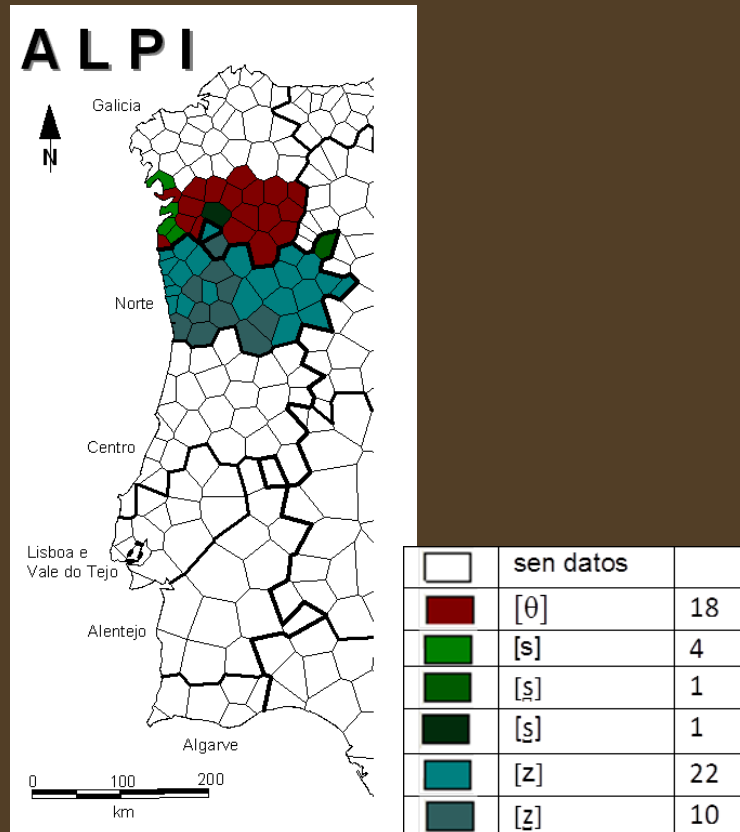 ALPI
Galicia
N
Norte
Centro
Lisboa e
Vale do Tejo
Alentejo
Algarve
0 100 200
km
sen datos
[θ] 18
[s] 4
[s̪] 1
[s̱] 1
[z] 22
[ẕ] 10